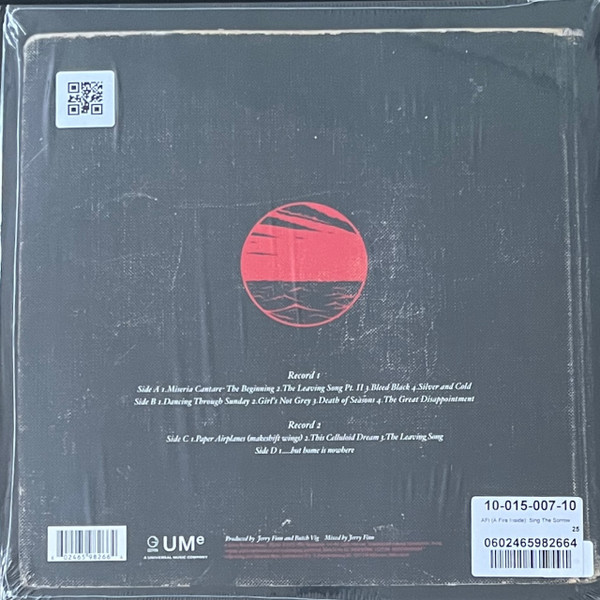 Record 1
Side A 1.Miseria Cantare- The Beginning 2.The Leaving Song Pt. II 3.Bleed Black 4.Silver and Cold
Side B 1.Dancing Through Sunday 2.Girl's Not Grey 3.Death of Seasons 4.The Great Disappointment
Record 2
Side C 1.Paper Airplanes (makeshift wings) 2.This Celluloid Dream 3.The Leaving Song
Side D 1....but home is nowhere
10-015-007-10
AFI (A Fire Inside): Sing The Sorrow
25
0602465982664
6 02465 98266 4
UMe
A UNIVERSAL MUSIC COMPANY
Produced by Jerry Finn and Butch Vig Mixed by Jerry Finn